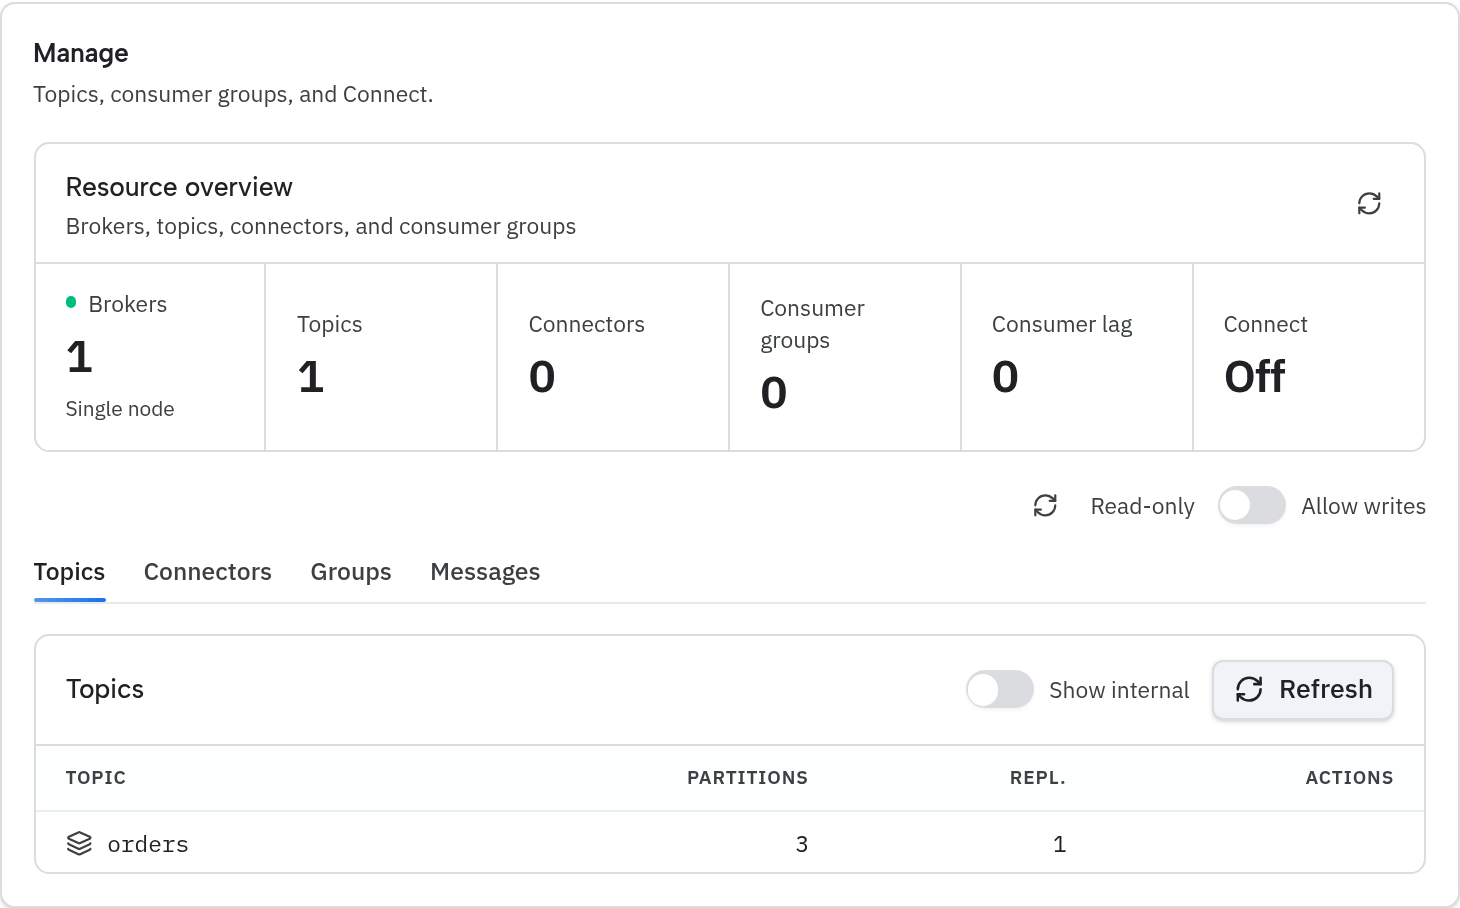 Manage
Topics, consumer groups, and Connect.
Resource overview
Brokers, topics, connectors, and consumer groups
Brokers
1
Single node
Topics
1
Connectors
0
Consumer
groups
0
Consumer lag
0
Connect
Off
Read-only Allow writes
Topics Connectors Groups Messages
Topics Show internal Refresh
TOPIC PARTITIONS REPL. ACTIONS
orders 3 1